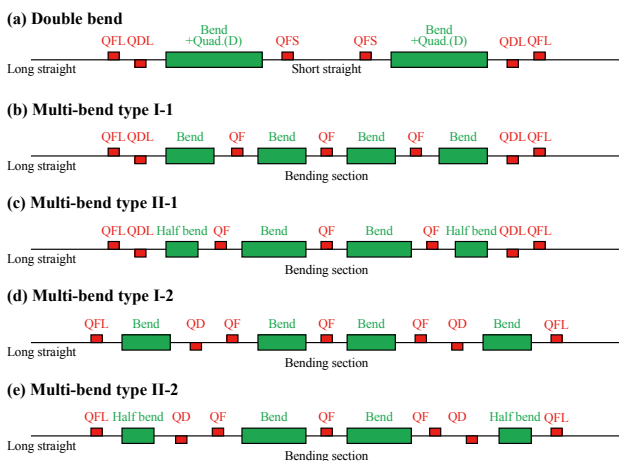 (a) Double bend
Bend Bend
QFL QDL +Quad.(D) QFS QFS +Quad.(D) QDL QFL
Long straight Short straight
(b) Multi-bend type I-1
QFL QDL Bend QF Bend QF Bend QF Bend QDL QFL
Long straight Bending section
(c) Multi-bend type II-1
QFL QDL Half bend QF Bend QF Bend QF Half bend QDL QFL
Long straight Bending section
(d) Multi-bend type I-2
QFL Bend QD QF Bend QF Bend QF QD Bend QFL
Long straight Bending section
(e) Multi-bend type II-2
QFL Half bend QD QF Bend QF Bend QF QD Half bend QFL
Long straight Bending section